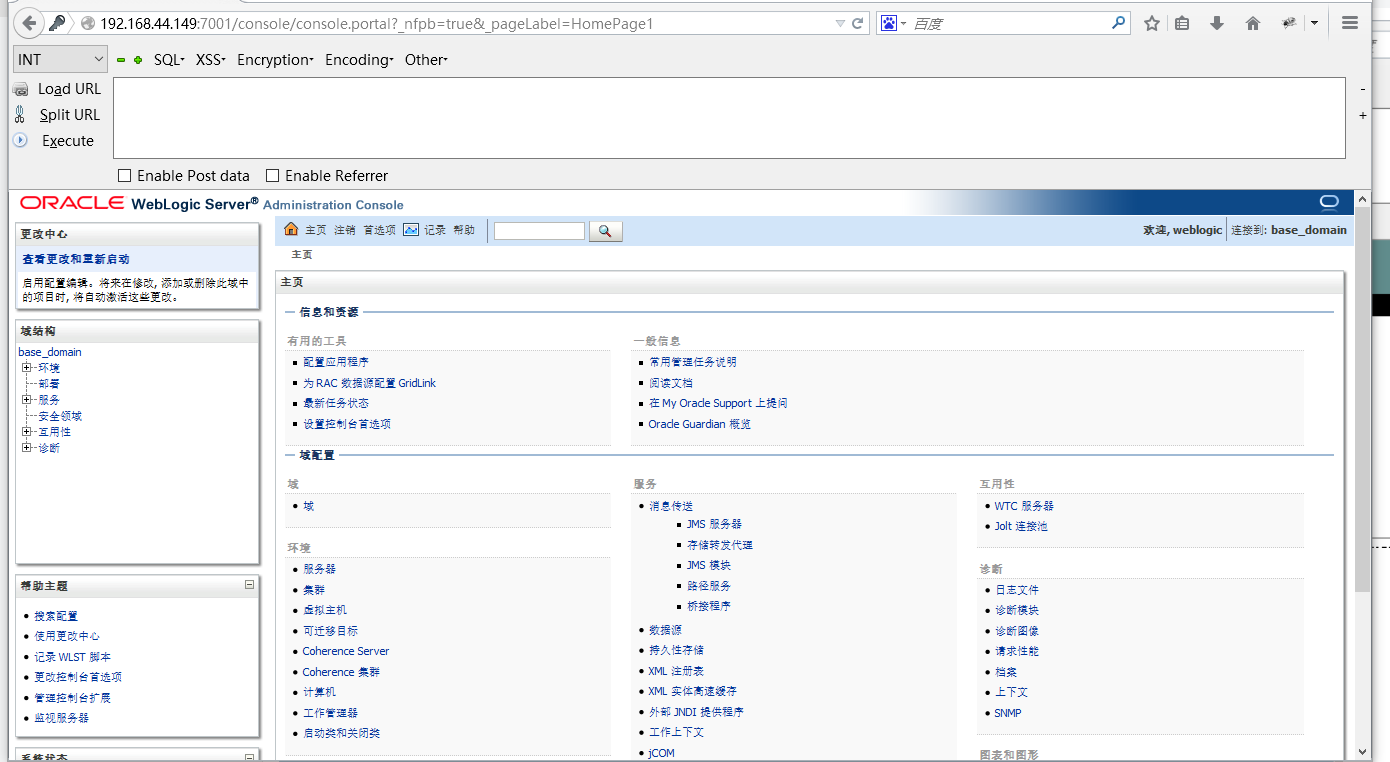 192.168.44.149:7001/console/console.portal?_nfpb=true&_pageLabel=HomePage1
百度
INT
SQL XSS Encryption Encoding Other
Load URL
Split URL
Execute
-
+
Enable Post data Enable Referrer
ORACLE WebLogic Server® Administration Console
更改中心
查看更改和重新启动
启用配置编辑。将来在修改, 添加或删除此域中
的项目时, 将自动激活这些更改。
域结构
base_domain
环境
部署
服务
安全领域
互用性
诊断
帮助主题
搜索配置
使用更改中心
记录 WLST 脚本
更改控制台首选项
管理控制台扩展
监视服务器
系统状态
主页 注销 首选项 记录 帮助
欢迎, weblogic 连接到: base_domain
主页
主页
信息和资源
有用的工具
配置应用程序
为 RAC 数据源配置 GridLink
最新任务状态
设置控制台首选项
一般信息
常用管理任务说明
阅读文档
在 My Oracle Support 上提问
Oracle Guardian 概览
域配置
域
域
环境
服务器
集群
虚拟主机
可迁移目标
Coherence Server
Coherence 集群
计算机
工作管理器
启动类和关闭类
服务
消息传送
JMS 服务器
存储转发代理
JMS 模块
路径服务
桥接程序
数据源
持久性存储
XML 注册表
XML 实体高速缓存
外部 JNDI 提供程序
工作上下文
jCOM
互用性
WTC 服务器
Jolt 连接池
诊断
日志文件
诊断模块
诊断图像
请求性能
档案
上下文
SNMP
图表和图形